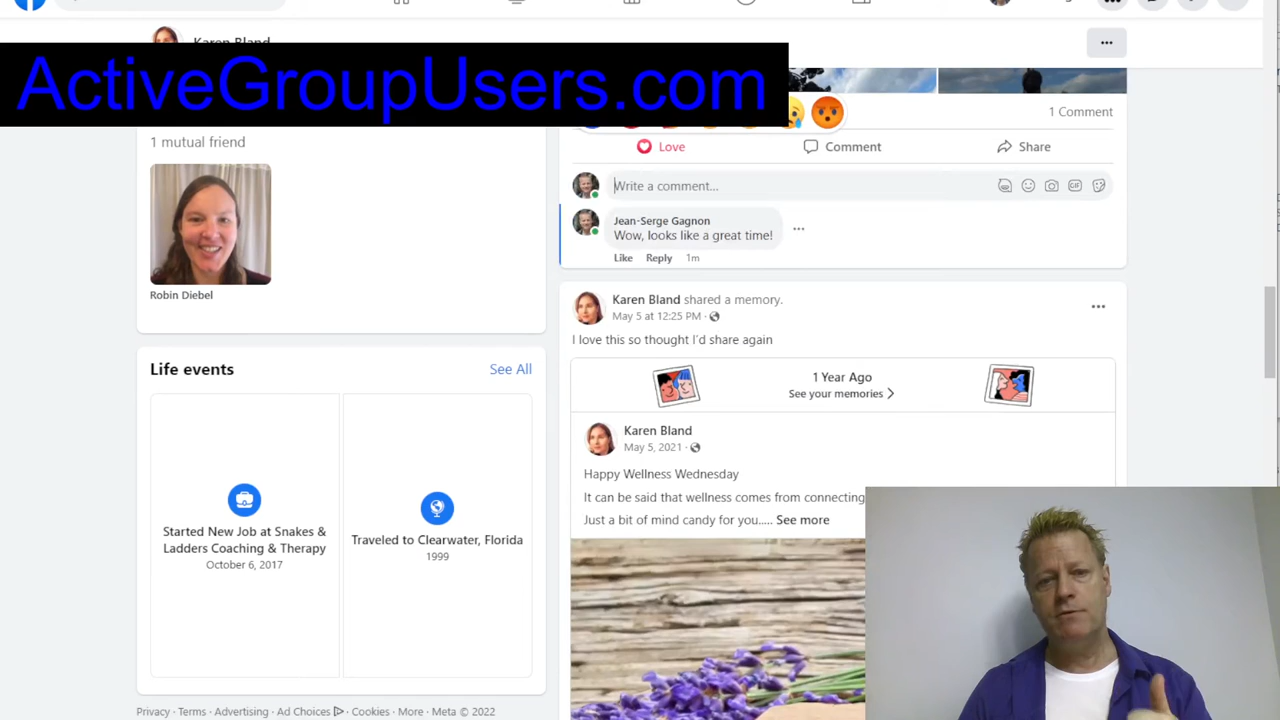 Karen Bland
ActiveGroupUsers.com
1 mutual friend
Robin Diebel
Life events
See All
Started New Job at Snakes &
Ladders Coaching & Therapy
October 6, 2017
Traveled to Clearwater, Florida
1999
Privacy · Terms · Advertising · Ad Choices · Cookies · More · Meta © 2022
1 Comment
Love
Comment
Share
Write a comment...
GIF
Jean-Serge Gagnon
Wow, looks like a great time!
Like Reply 1m
Karen Bland shared a memory.
May 5 at 12:25 PM ·
I love this so thought I'd share again
1 Year Ago
See your memories
Karen Bland
May 5, 2021 ·
Happy Wellness Wednesday
It can be said that wellness comes from connecting
Just a bit of mind candy for you..... See more